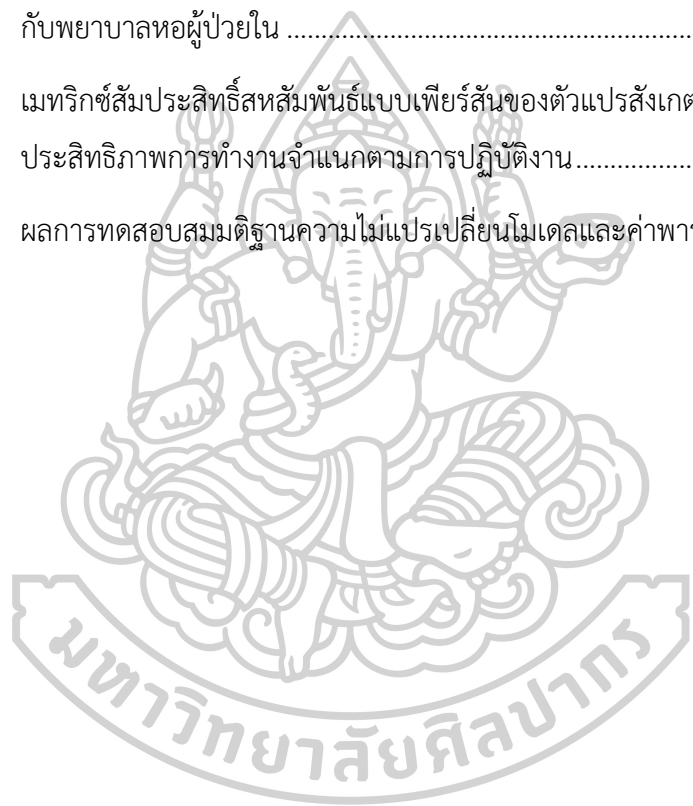 กับพยาบาลหอผู้ป่วยใน ............................................................
เมทริกซ์สัมประสิทธิ์สหสัมพันธ์แบบเพียร์สันของตัวแปรสังเกต
ประสิทธิภาพการทำงานจำแนกตามการปฏิบัติงาน .................
ผลการทดสอบสมมติฐานความไม่แปรเปลี่ยนโมเดลและค่าพาร
มหาวิทยาลัยศิลปากร